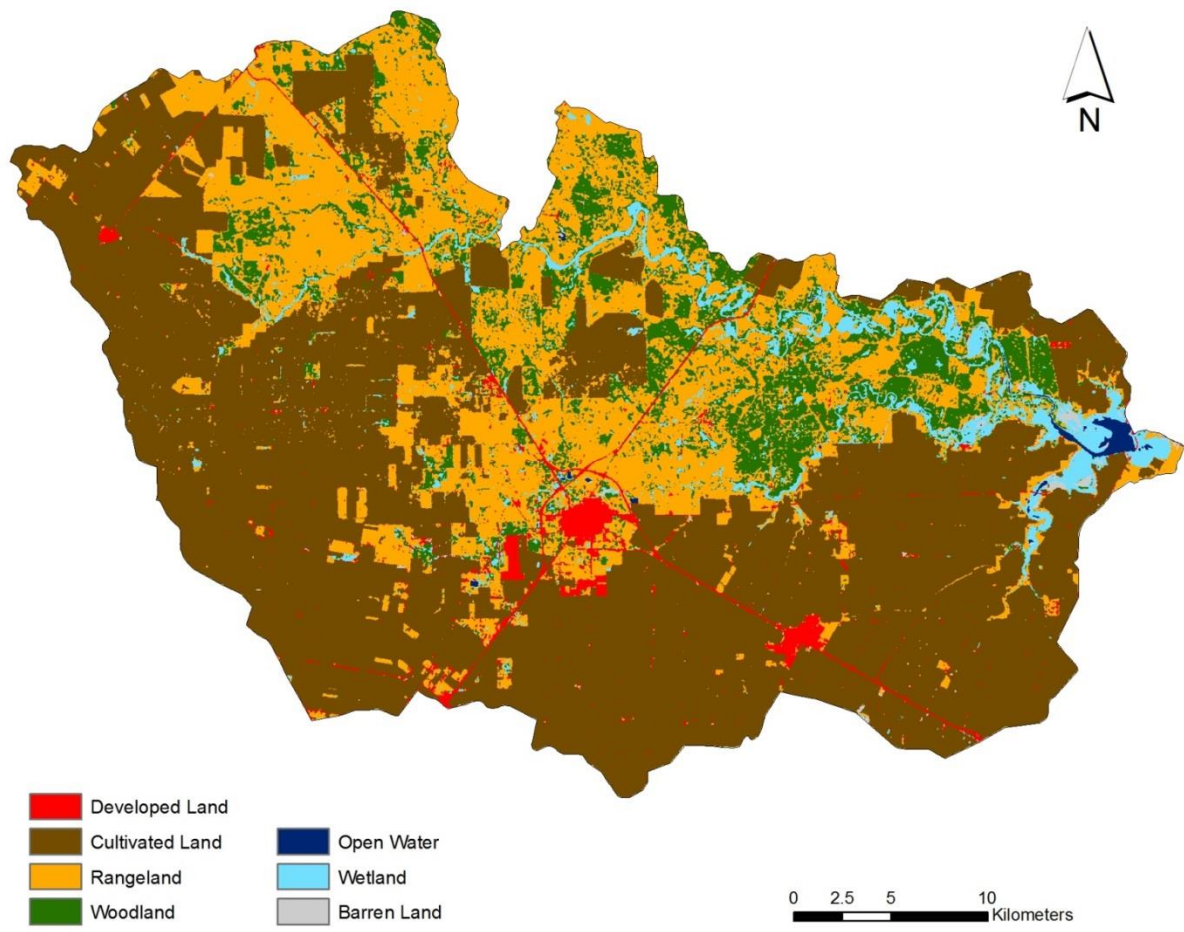 N
Developed Land
Cultivated Land
Open Water
Rangeland
Wetland
Woodland
Barren Land
0 2.5 5 10
Kilometers